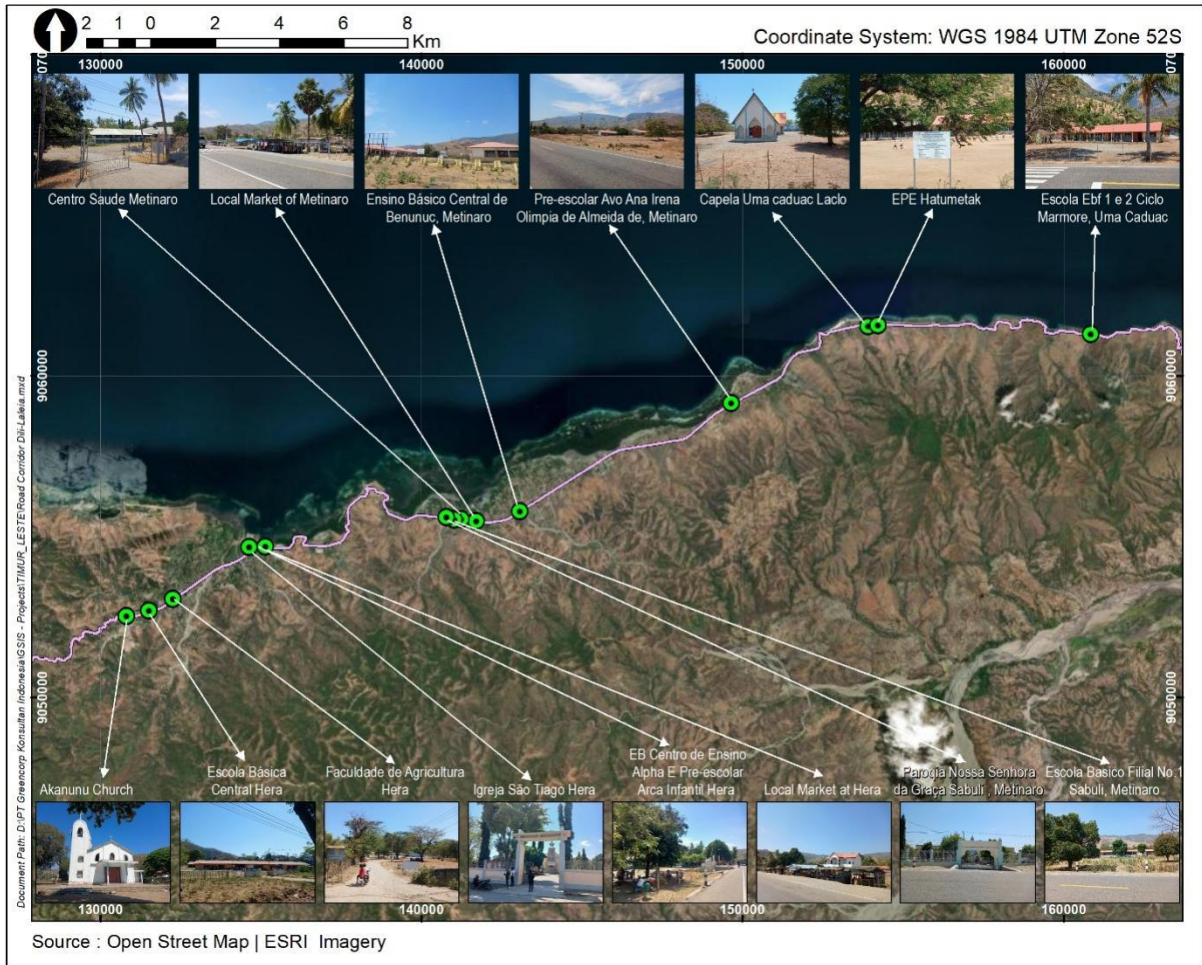 2 1 0 2 4 6 8
Km
Coordinate System: WGS 1984 UTM Zone 52S
130000 140000 150000 160000
Centro Saude Metinaro
Local Market of Metinaro
Ensino Básico Central de
Benunuc, Metinaro
Pre-escolar Avo Ana Irena
Olimpia de Almeida de, Metinaro
Capela Uma caduac Laclo
EPE Hatumetak
Escola Ebf 1 e 2 Ciclo
Marmore, Uma Caduac
9060000 9060000
9050000 9050000
Akanunu Church
Escola Básica
Central Hera
Faculdade de Agricultura
Hera
Igreja São Tiago Hera
EB Centro de Ensino
Alpha E Pre-escolar
Arca Infantil Hera
Local Market at Hera
Parogia Nossa Senhora
da Graça Sabuli , Metinaro
Escola Basico Filial No.1
Sabuli, Metinaro
130000 140000 150000 160000
Document Path: D:\PT Greencorp Konsultan Indonesia\GSIS - Projects\TIMUR_LESTE\Road Corridor Dili-Laleia.mxd
Source : Open Street Map | ESRI Imagery